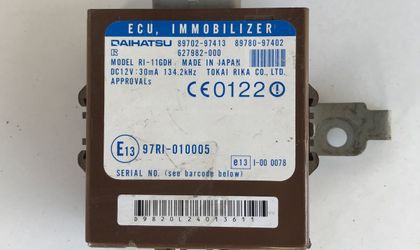 ECU, IMMOBILIZER
DAIHATSU 89702-97413 89780-97402
R 627982-000
MODEL RI-11GDH MADE IN JAPAN
DC12V:30mA 134.2kHz TOKAI RIKA CO., LTD.
APPROVALs
CE0122
E13 97RI-010005
e13 I-00 0078
SERIAL NO. (see barcode below)
D9820L24013611